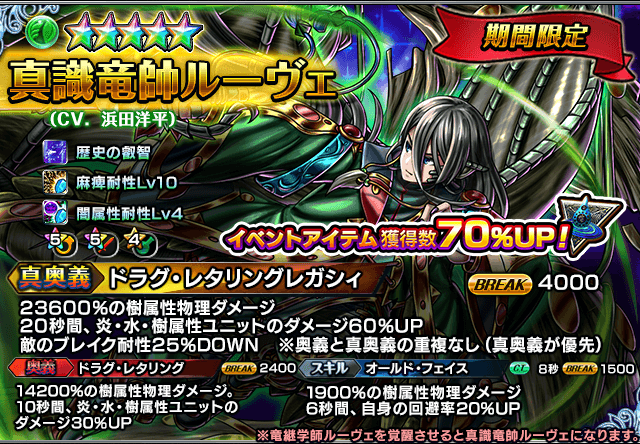 期間限定
真識竜帥ルーヴェ
(CV. 浜田洋平)
歴史の叡智
麻痺耐性Lv10
闇属性耐性Lv4
5 5 4
イベントアイテム獲得数70%UP!
真奥義 ドラグ・レタリングレガシィ BREAK 4000
23600%の樹属性物理ダメージ
20秒間、炎・水・樹属性ユニットのダメージ60%UP
敵のブレイク耐性25%DOWN ※奥義と真奥義の重複なし(真奥義が優先)
奥義 ドラグ・レタリング BREAK 2400
14200%の樹属性物理ダメージ。
10秒間、炎・水・樹属性ユニットの
ダメージ30%UP
スキル オールド・フェイス CT 8秒 BREAK 1500
1900%の樹属性物理ダメージ
6秒間、自身の回避率20%UP
※竜継学師ルーヴェを覚醒させると真識竜帥ルーヴェになります。